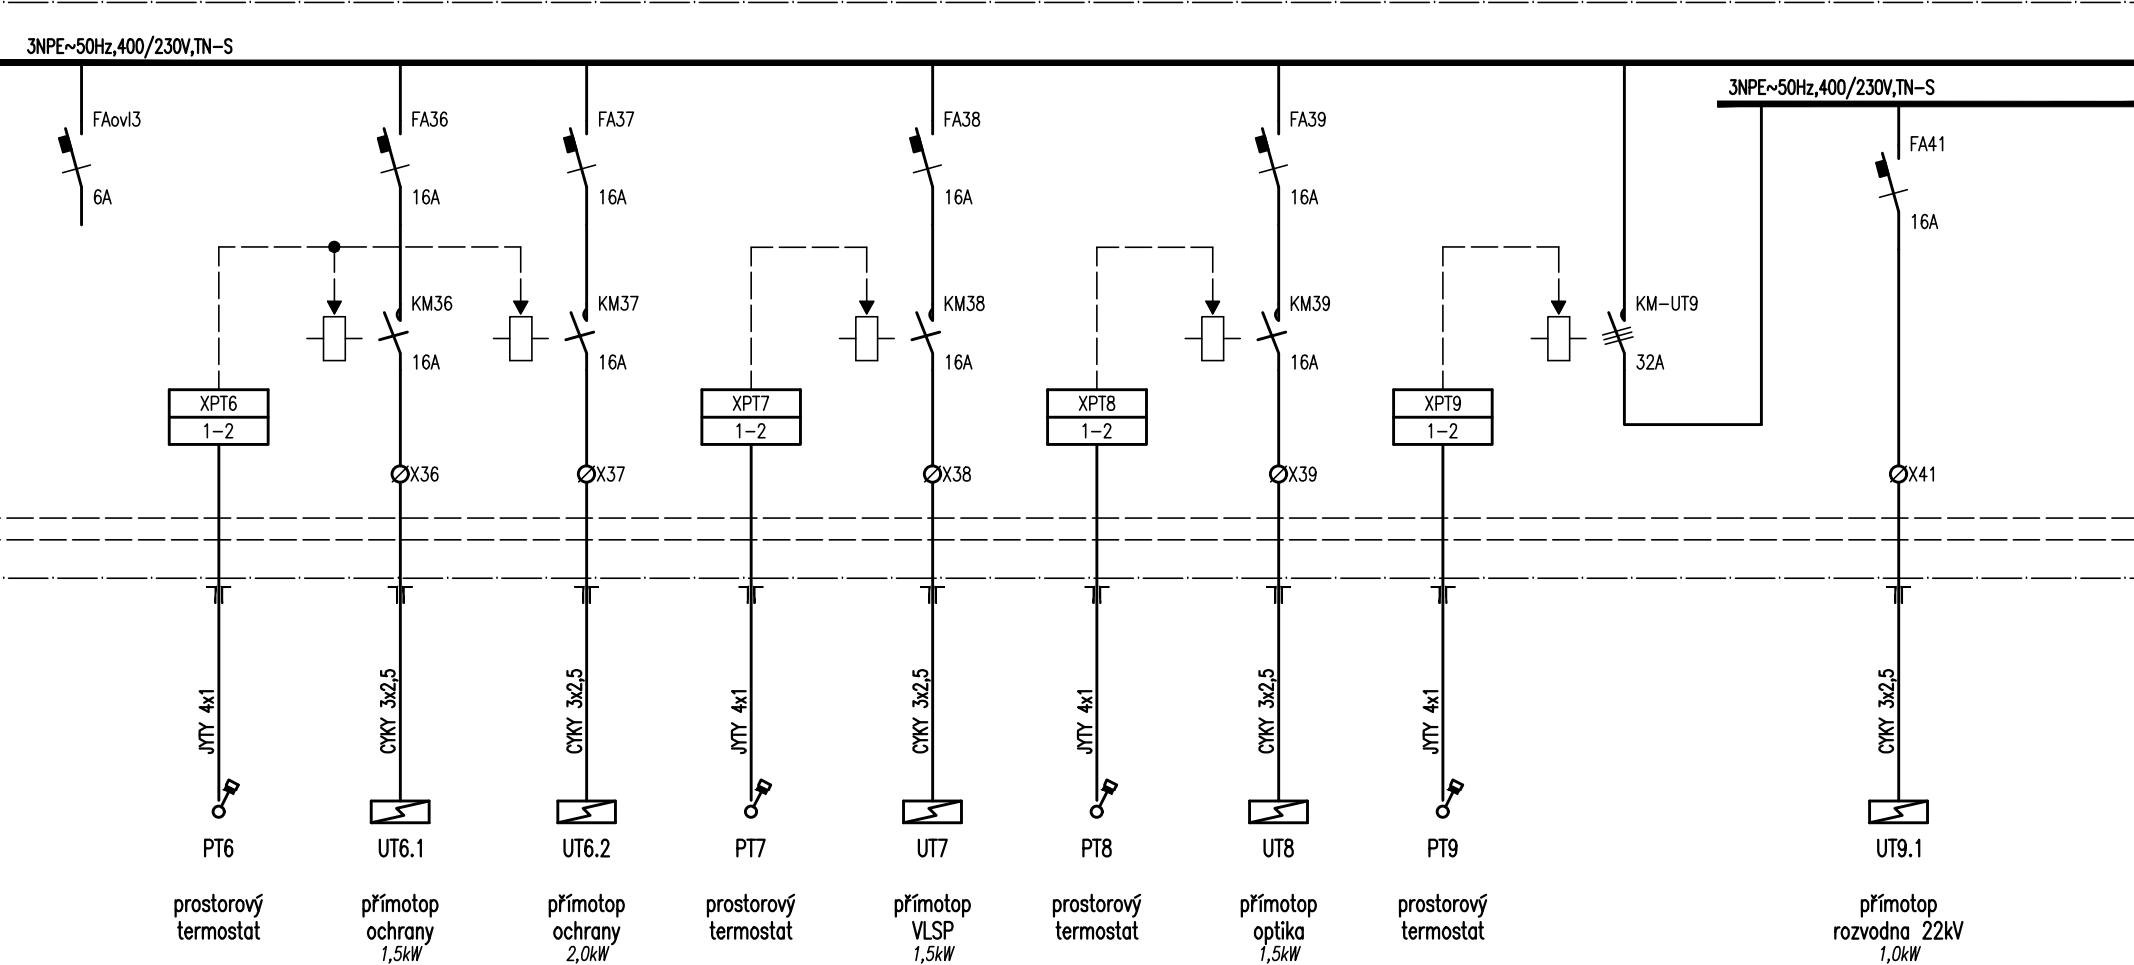 3NPE~50Hz,400/230V,TN-S
3NPE~50Hz,400/230V,TN-S
FAovl3
FA36
FA37
FA38
FA39
FA41
6A
16A
16A
16A
16A
16A
KM36
KM37
KM38
KM39
KM-UT9
16A
16A
16A
16A
32A
XPT6
XPT7
XPT8
XPT9
1-2
1-2
1-2
1-2
X36
X37
X38
X39
X41
JYTY 4x1
CYKY 3x2,5
CYKY 3x2,5
JYTY 4x1
CYKY 3x2,5
JYTY 4x1
CYKY 3x2,5
JYTY 4x1
CYKY 3x2,5
PT6
UT6.1
UT6.2
PT7
UT7
PT8
UT8
PT9
UT9.1
prostorový
termostat
přímotop
ochrany
1,5kW
přímotop
ochrany
2,0kW
prostorový
termostat
přímotop
VLSP
1,5kW
prostorový
termostat
přímotop
optika
1,5kW
prostorový
termostat
přímotop
rozvodna 22kV
1,0kW